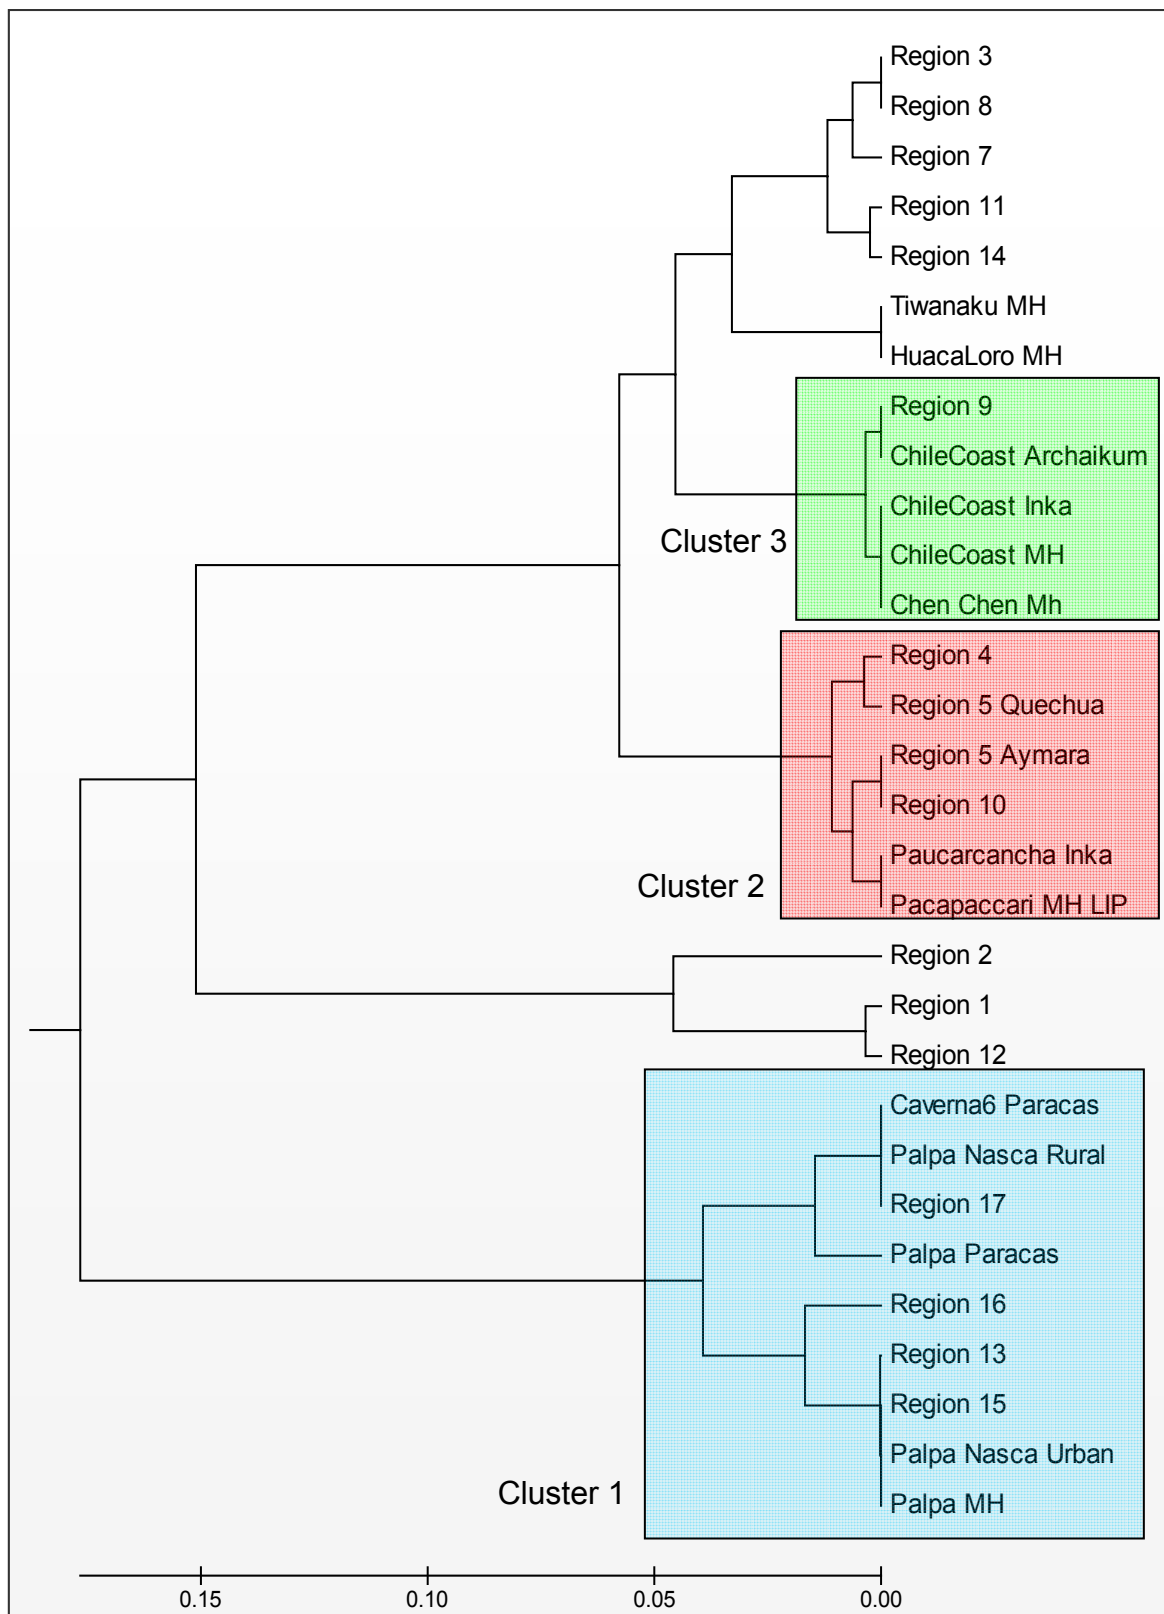 Region 3
Region 8
Region 7
Region 11
Region 14
Tiwanaku MH
HuacaLoro MH
Region 9
ChileCoast Archaikum
ChileCoast Inka
Cluster 3
ChileCoast MH
Chen Chen Mh
Region 4
Region 5 Quechua
Region 5 Aymara
Region 10
Paucarcancha Inka
Cluster 2
Pacapaccari MH LIP
Region 2
Region 1
Region 12
Caverna6 Paracas
Palpa Nasca Rural
Region 17
Palpa Paracas
Region 16
Region 13
Region 15
Palpa Nasca Urban
Cluster 1
Palpa MH
0.15 0.10 0.05 0.00